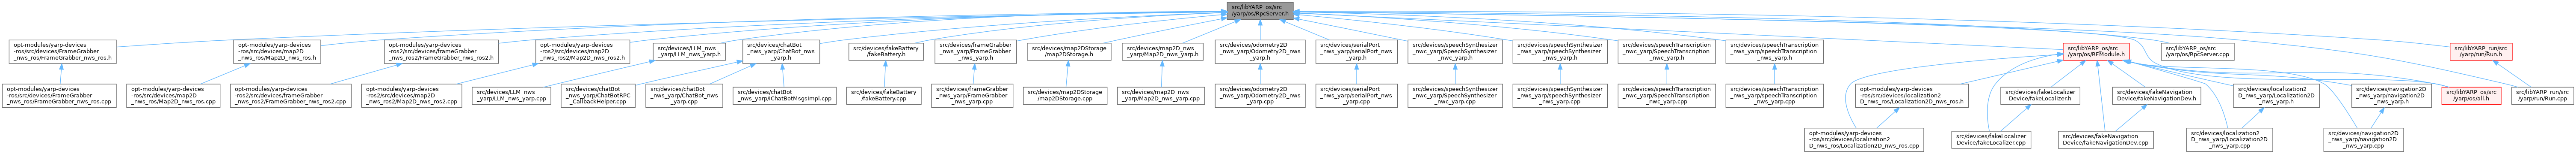 src/libYARP_os/src
/yarp/os/RpcServer.h
opt-modules/yarp-devices
-ros/src/devices/FrameGrabber
_nws_ros/FrameGrabber_nws_ros.h
opt-modules/yarp-devices
-ros/src/devices/map2D
_nws_ros/Map2D_nws_ros.h
opt-modules/yarp-devices
-ros2/src/devices/frameGrabber
_nws_ros2/FrameGrabber_nws_ros2.h
opt-modules/yarp-devices
-ros2/src/devices/map2D
_nws_ros2/Map2D_nws_ros2.h
src/devices/LLM_nws
_yarp/LLM_nws_yarp.h
src/devices/chatBot
_nws_yarp/ChatBot_nws
_yarp.h
src/devices/fakeBattery
/fakeBattery.h
src/devices/frameGrabber
_nws_yarp/FrameGrabber
_nws_yarp.h
src/devices/map2DStorage
/map2DStorage.h
src/devices/map2D_nws
_yarp/Map2D_nws_yarp.h
src/devices/odometry2D
_nws_yarp/Odometry2D_nws
_yarp.h
src/devices/serialPort
_nws_yarp/serialPort_nws
_yarp.h
src/devices/speechSynthesizer
_nwc_yarp/SpeechSynthesizer
_nwc_yarp.h
src/devices/speechSynthesizer
_nws_yarp/SpeechSynthesizer
_nws_yarp.h
src/devices/speechTranscription
_nwc_yarp/SpeechTranscription
_nwc_yarp.h
src/devices/speechTranscription
_nws_yarp/speechTranscription
_nws_yarp.h
src/libYARP_os/src
/yarp/os/RFModule.h
src/libYARP_os/src
/yarp/os/RpcServer.cpp
src/libYARP_run/src
/yarp/run/Run.h
opt-modules/yarp-devices
-ros/src/devices/FrameGrabber
_nws_ros/FrameGrabber_nws_ros.cpp
opt-modules/yarp-devices
-ros/src/devices/map2D
_nws_ros/Map2D_nws_ros.cpp
opt-modules/yarp-devices
-ros2/src/devices/frameGrabber
_nws_ros2/FrameGrabber_nws_ros2.cpp
opt-modules/yarp-devices
-ros2/src/devices/map2D
_nws_ros2/Map2D_nws_ros2.cpp
src/devices/LLM_nws
_yarp/LLM_nws_yarp.cpp
src/devices/chatBot
_nws_yarp/ChatBotRPC
_CallbackHelper.cpp
src/devices/chatBot
_nws_yarp/ChatBot_nws
_yarp.cpp
src/devices/chatBot
_nws_yarp/IChatBotMsgsImpl.cpp
src/devices/fakeBattery
/fakeBattery.cpp
src/devices/frameGrabber
_nws_yarp/FrameGrabber
_nws_yarp.cpp
src/devices/map2DStorage
/map2DStorage.cpp
src/devices/map2D_nws
_yarp/Map2D_nws_yarp.cpp
src/devices/odometry2D
_nws_yarp/Odometry2D_nws
_yarp.cpp
src/devices/serialPort
_nws_yarp/serialPort_nws
_yarp.cpp
src/devices/speechSynthesizer
_nwc_yarp/SpeechSynthesizer
_nwc_yarp.cpp
src/devices/speechSynthesizer
_nws_yarp/SpeechSynthesizer
_nws_yarp.cpp
src/devices/speechTranscription
_nwc_yarp/SpeechTranscription
_nwc_yarp.cpp
src/devices/speechTranscription
_nws_yarp/speechTranscription
_nws_yarp.cpp
opt-modules/yarp-devices
-ros/src/devices/localization2
D_nws_ros/Localization2D_nws_ros.h
src/devices/fakeLocalizer
Device/fakeLocalizer.h
src/devices/fakeNavigation
Device/fakeNavigationDev.h
src/devices/localization2
D_nws_yarp/Localization2D
_nws_yarp.h
src/devices/navigation2D
_nws_yarp/navigation2D
_nws_yarp.h
src/libYARP_os/src
/yarp/os/all.h
src/libYARP_run/src
/yarp/run/Run.cpp
opt-modules/yarp-devices
-ros/src/devices/localization2
D_nws_ros/Localization2D_nws_ros.cpp
src/devices/fakeLocalizer
Device/fakeLocalizer.cpp
src/devices/fakeNavigation
Device/fakeNavigationDev.cpp
src/devices/localization2
D_nws_yarp/Localization2D
_nws_yarp.cpp
src/devices/navigation2D
_nws_yarp/navigation2D
_nws_yarp.cpp